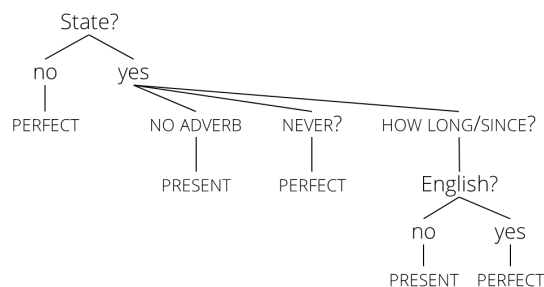 State?
no yes
PERFECT NO ADVERB NEVER? HOW LONG/SINCE?
PRESENT PERFECT English?
no yes
PRESENT PERFECT